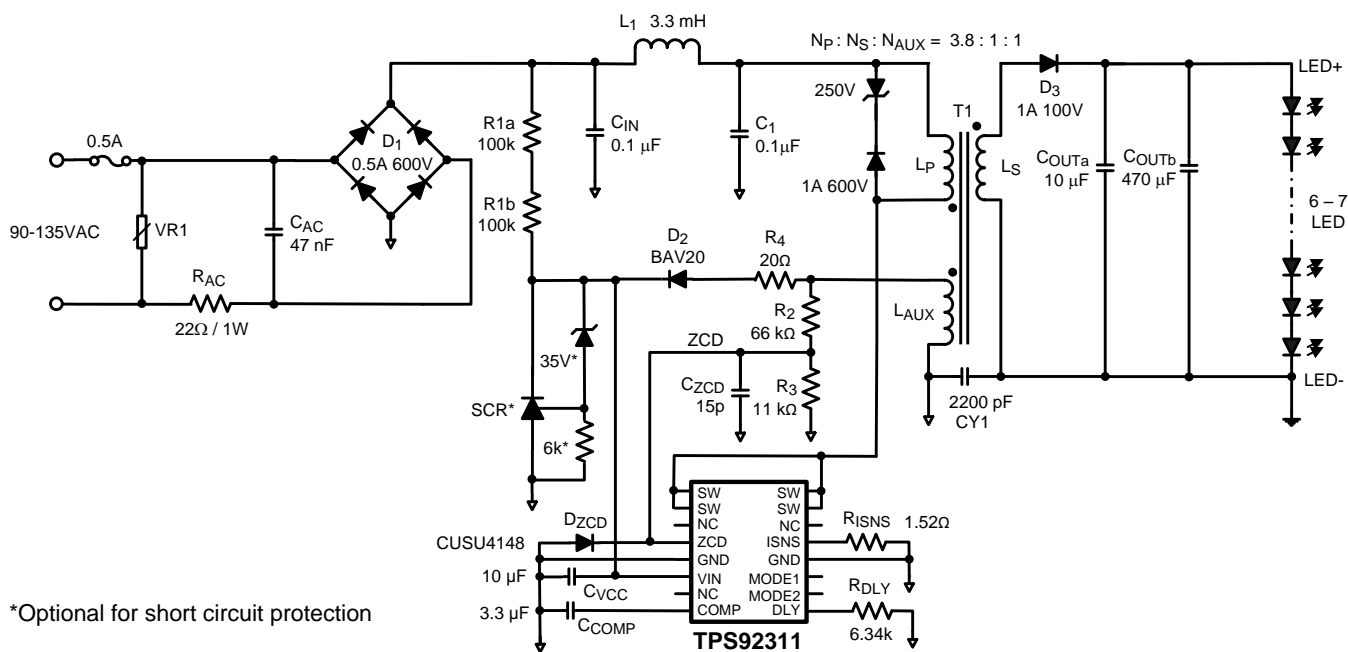 L1 3.3 mH
NP : NS : NAUX = 3.8 : 1 : 1
0.5A
90-135VAC
VR1
RAC
22Ω / 1W
CAC
47 nF
D1
0.5A 600V
R1a
100k
R1b
100k
CIN
0.1 μF
C1
0.1μF
250V
1A 600V
LP
T1
LS
D3
1A 100V
COUTa
10 μF
COUTb
470 μF
LED+
6 – 7
LED
LED-
D2
BAV20
R4
20Ω
R2
66 kΩ
LAUX
ZCD
CZCD
15p
R3
11 kΩ
2200 pF
CY1
35V*
SCR*
6k*
DZCD
CUSU4148
10 µF
CVCC
3.3 µF
CCOMP
SW
SW
NC
ZCD
GND
VIN
NC
COMP
SW
SW
NC
ISNS
GND
MODE1
MODE2
DLY
RISNS 1.52Ω
RDLY
6.34k
TPS92311
*Optional for short circuit protection